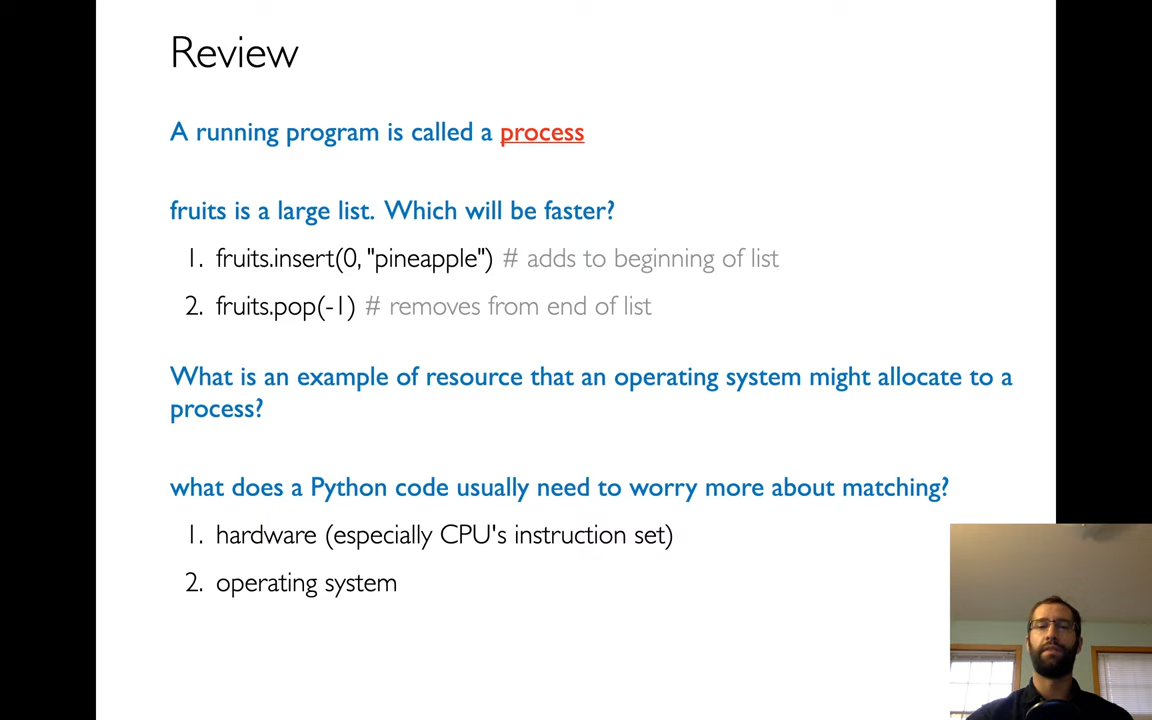 Review
A running program is called a process
fruits is a large list. Which will be faster?
1. fruits.insert(0, "pineapple") # adds to beginning of list
2. fruits.pop(-1) # removes from end of list
What is an example of resource that an operating system might allocate to a
process?
what does a Python code usually need to worry more about matching?
1. hardware (especially CPU's instruction set)
2. operating system